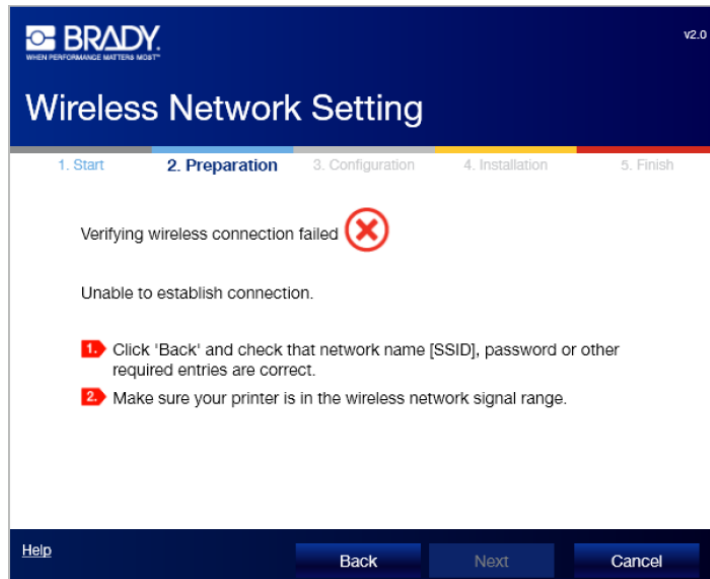 BRADY.
WHEN PERFORMANCE MATTERS MOST™
v2.0
Wireless Network Setting
1. Start 2. Preparation 3. Configuration 4. Installation 5. Finish
Verifying wireless connection failed
Unable to establish connection.
1. Click 'Back' and check that network name [SSID], password or other
required entries are correct.
2. Make sure your printer is in the wireless network signal range.
Help Back Next Cancel